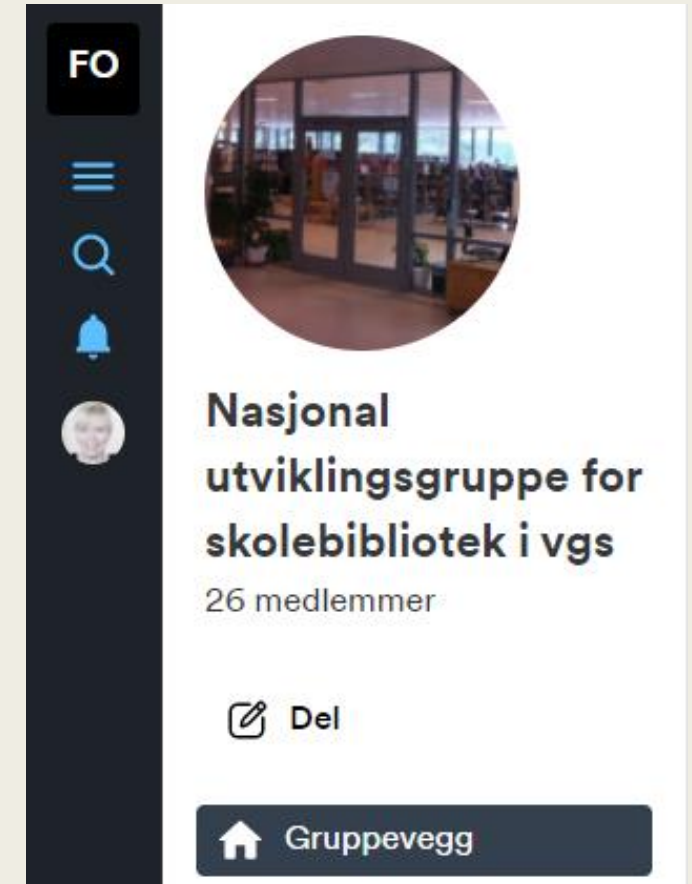 FO
Nasjonal
utviklingsgruppe for
skolebibliotek i vgs
26 medlemmer
Del
Gruppevegg